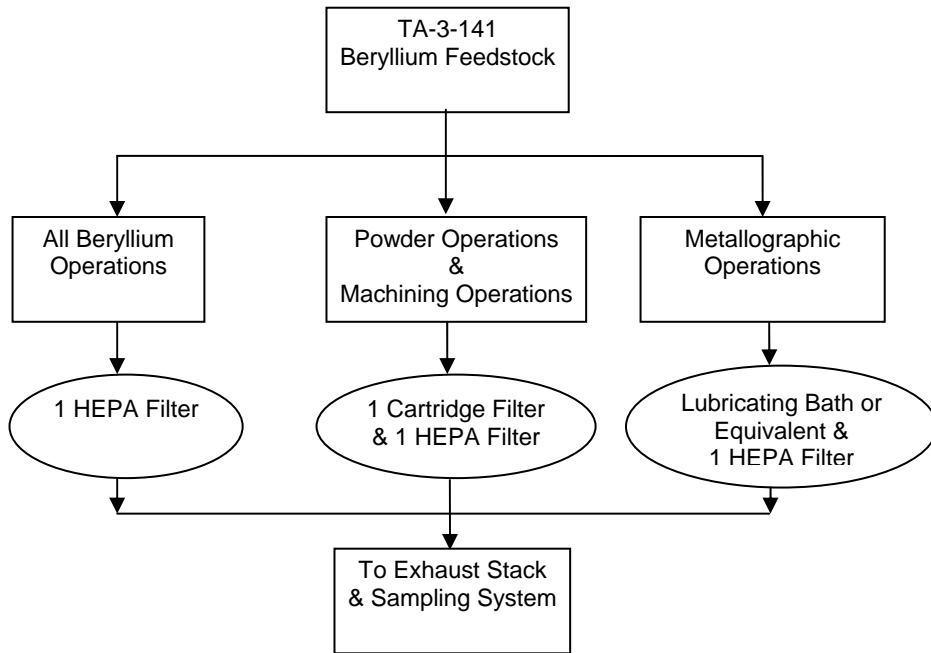 TA-3-141
Beryllium Feedstock
All Beryllium
Operations
Powder Operations
&
Machining Operations
Metallographic
Operations
1 HEPA Filter
1 Cartridge Filter
& 1 HEPA Filter
Lubricating Bath or
Equivalent &
1 HEPA Filter
To Exhaust Stack
& Sampling System